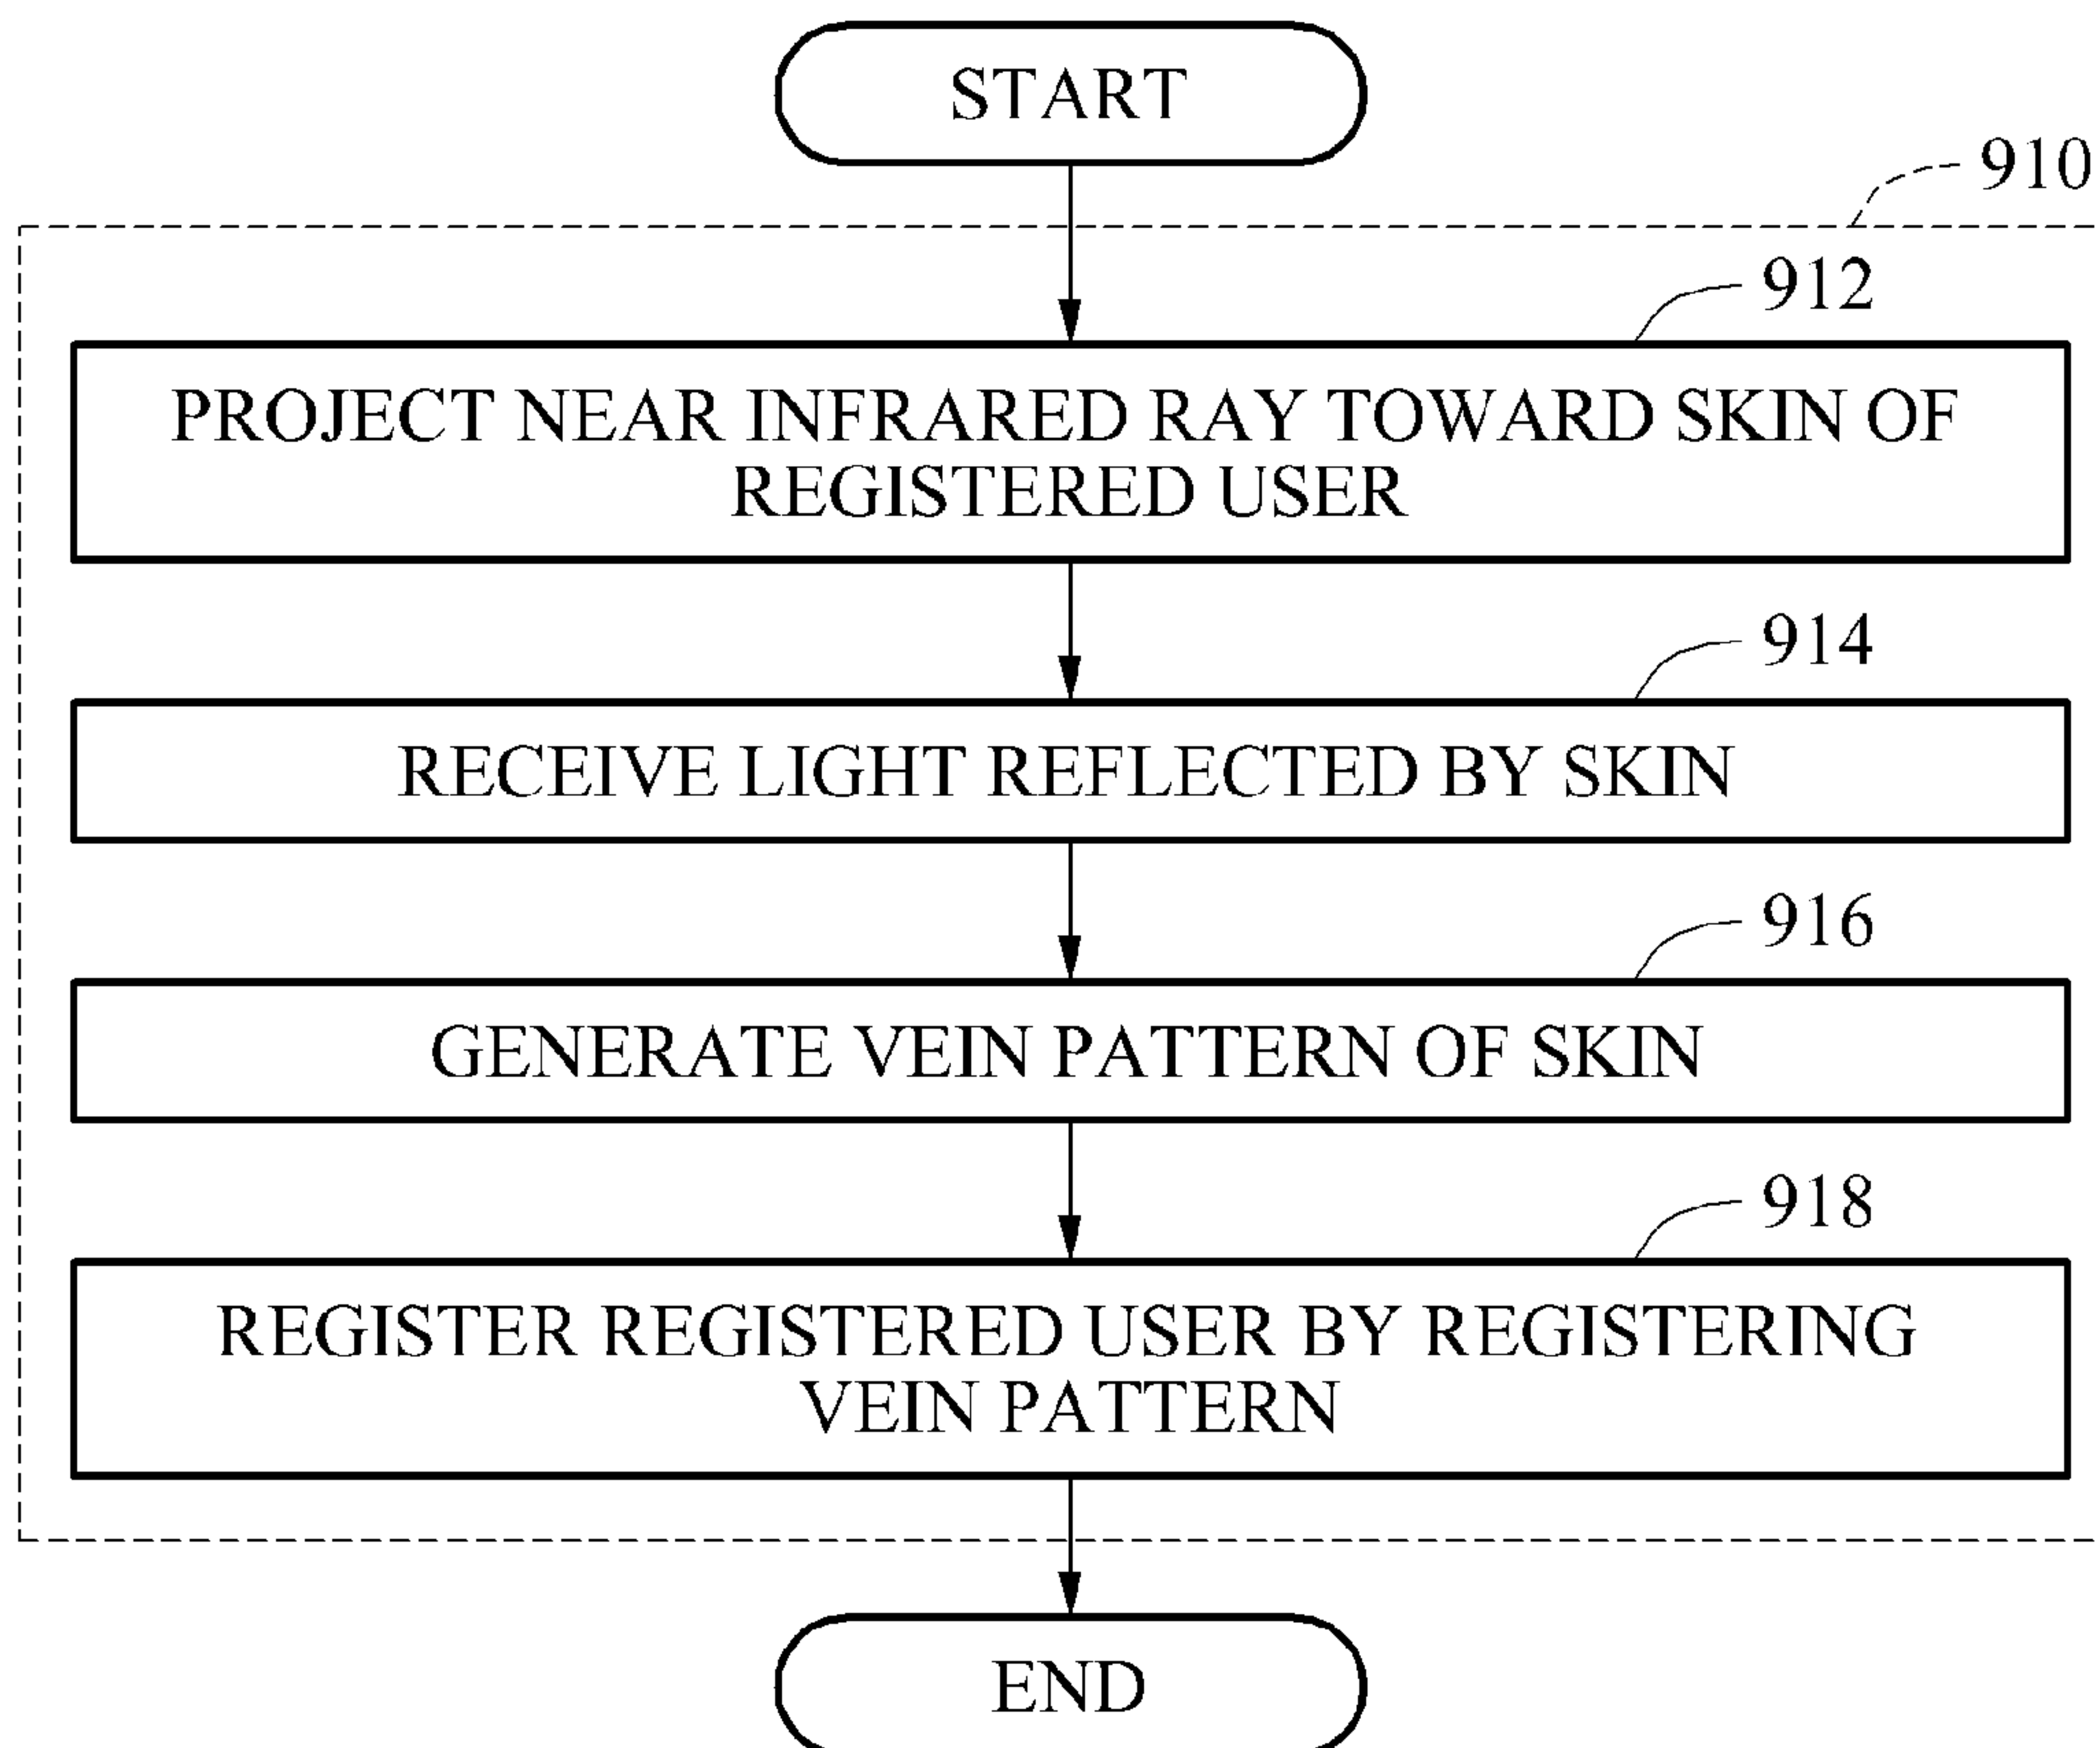 START
910
912
PROJECT NEAR INFRARED RAY TOWARD SKIN OF
REGISTERED USER
914
RECEIVE LIGHT REFLECTED BY SKIN
916
GENERATE VEIN PATTERN OF SKIN
918
REGISTER REGISTERED USER BY REGISTERING
VEIN PATTERN
END